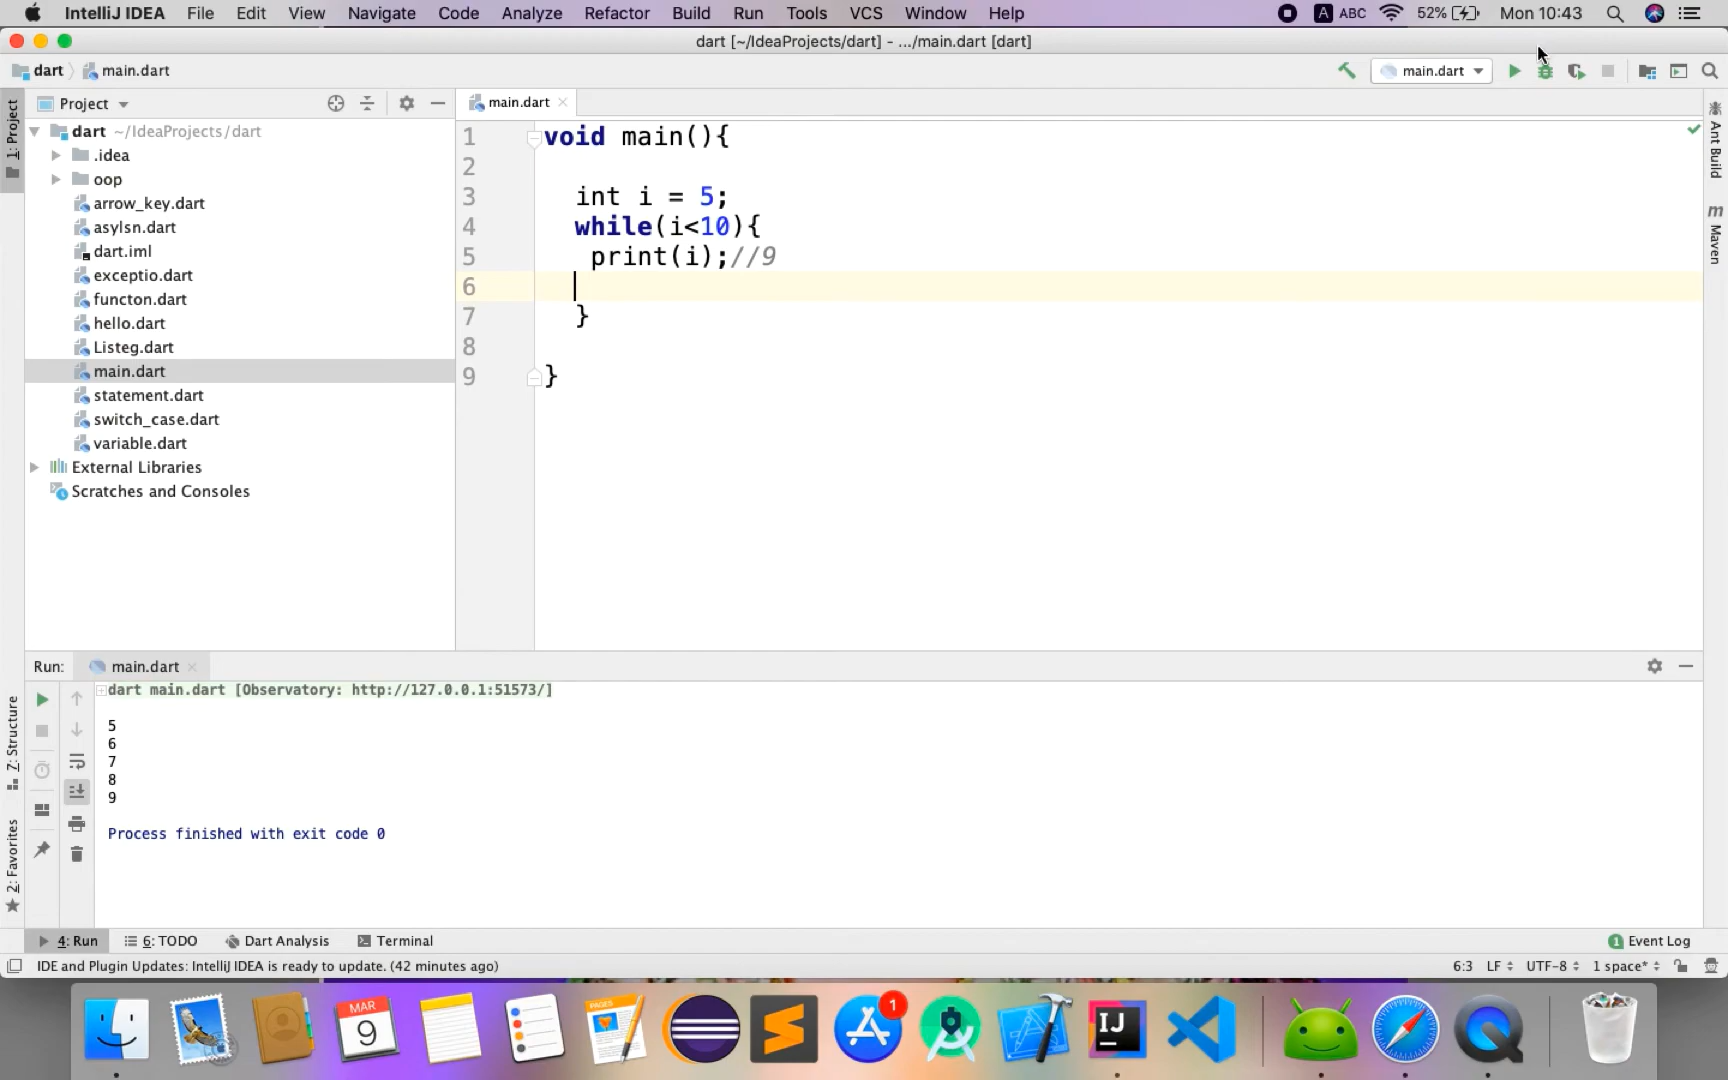 IntelliJ IDEA File Edit View Navigate Code Analyze Refactor Build Run Tools VCS Window Help A ABC 52% Mon 10:43
dart [~/IdeaProjects/dart] - .../main.dart [dart]
dart main.dart main.dart
Project main.dart
1: Project
dart ~/IdeaProjects/dart
.idea
oop
arrow_key.dart
asylsn.dart
dart.iml
exceptio.dart
functon.dart
hello.dart
Listeg.dart
main.dart
statement.dart
switch_case.dart
variable.dart
External Libraries
Scratches and Consoles
1 void main(){
2
3 int i = 5;
4 while(i<10){
5 print(i);//9
6
7 }
8
9 }
Ant Build
m Maven
Run: main.dart
dart main.dart [Observatory: http://127.0.0.1:51573/]
5
6
7
8
9
Process finished with exit code 0
Z: Structure
2: Favorites
4: Run 6: TODO Dart Analysis Terminal 1 Event Log
IDE and Plugin Updates: IntelliJ IDEA is ready to update. (42 minutes ago) 6:3 LF UTF-8 1 space*
MAR
9
PAGES
1
IJ